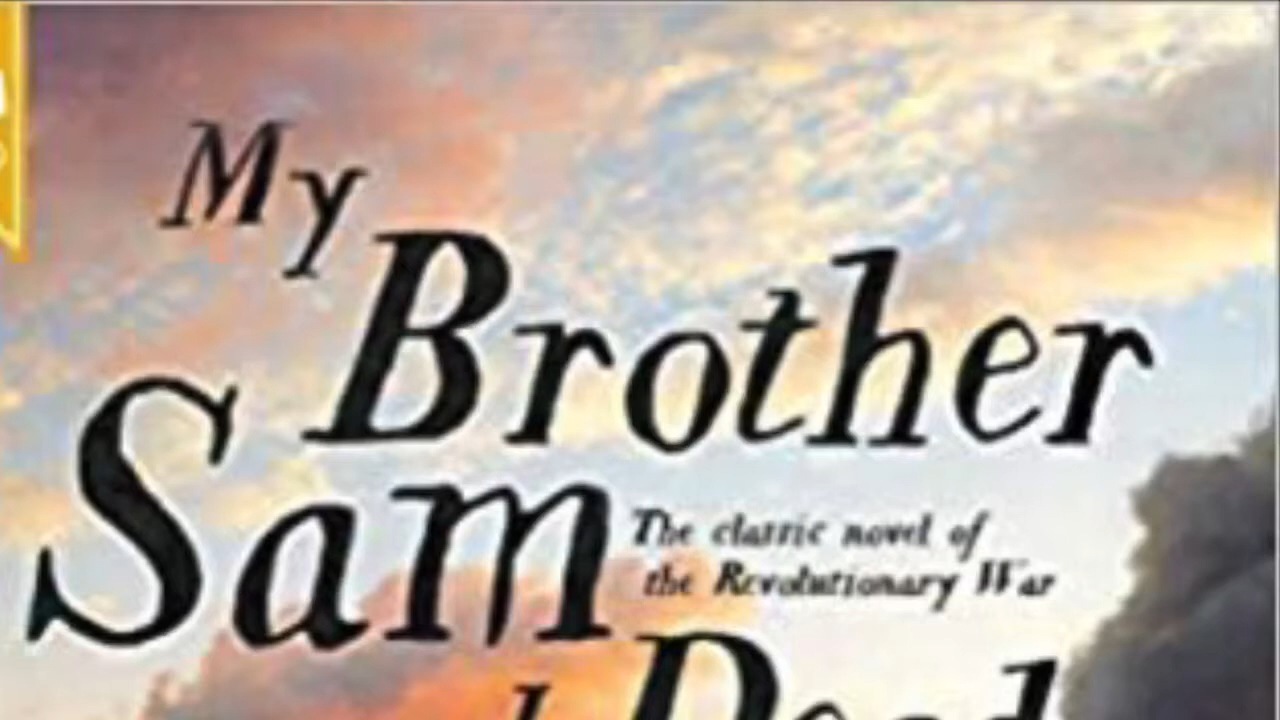 My
Brother
Sam
The classic novel of
the Revolutionary War